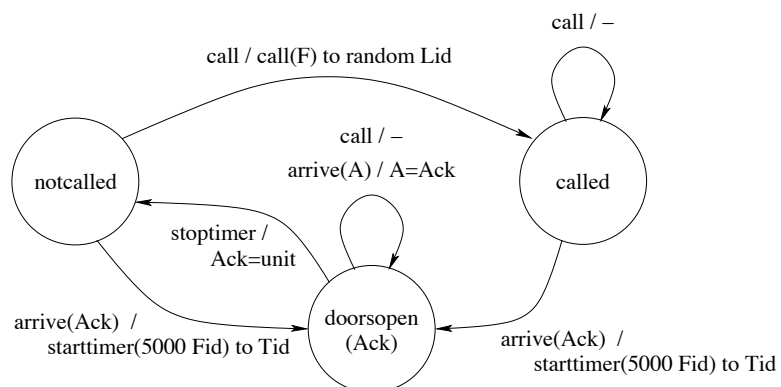 call / –
call / call(F) to random Lid
call / –
arrive(A) / A=Ack
notcalled
called
stoptimer /
Ack=unit
doorsopen
(Ack)
arrive(Ack) /
starttimer(5000 Fid) to Tid
arrive(Ack) /
starttimer(5000 Fid) to Tid